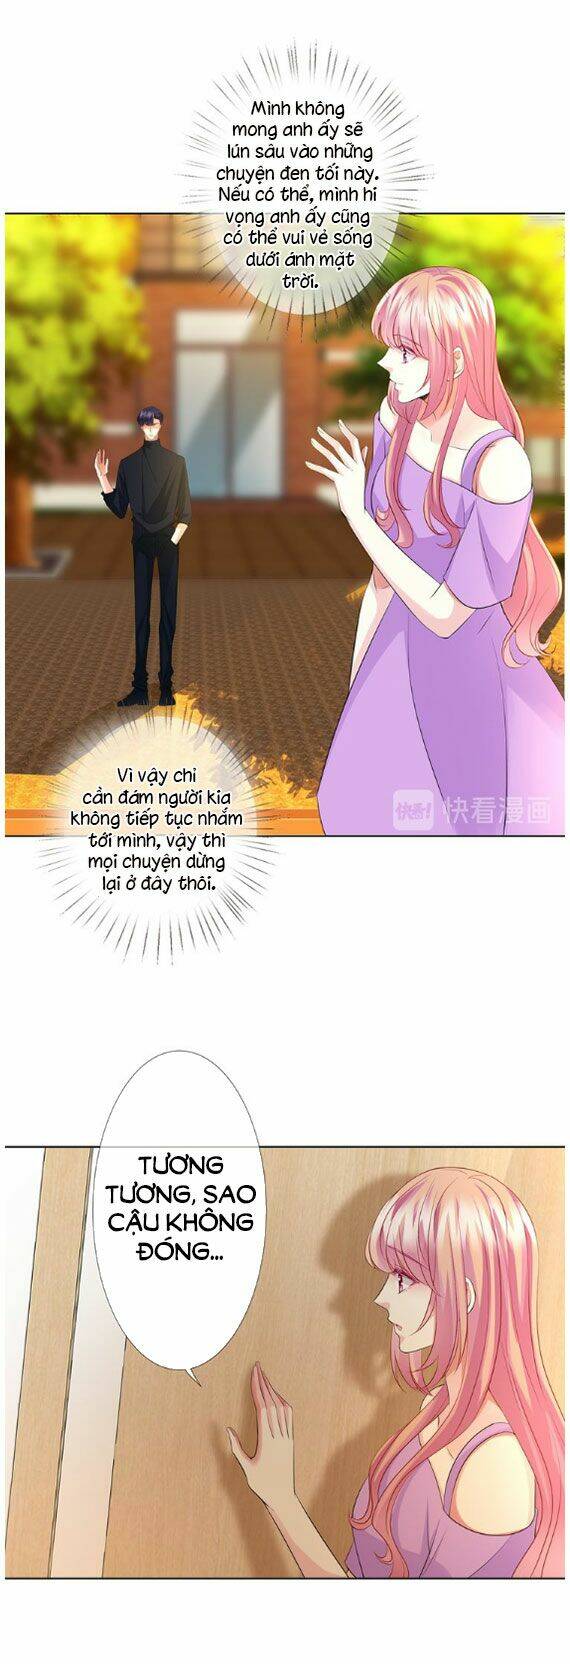 Mình không
mong anh ấy sẽ
lún sâu vào những
chuyện đen tối này.
Nếu có thể, mình hi
vọng anh ấy cũng
có thể vui vẻ sống
dưới ánh mặt
trời.
快看! 快看漫画
Vì vậy chỉ
cần đám người kia
không tiếp tục nhắm
tới mình, vậy thì
mọi chuyện dừng
lại ở đây thôi.
TƯƠNG
TƯƠNG, SAO
CẬU KHÔNG
ĐÓNG...